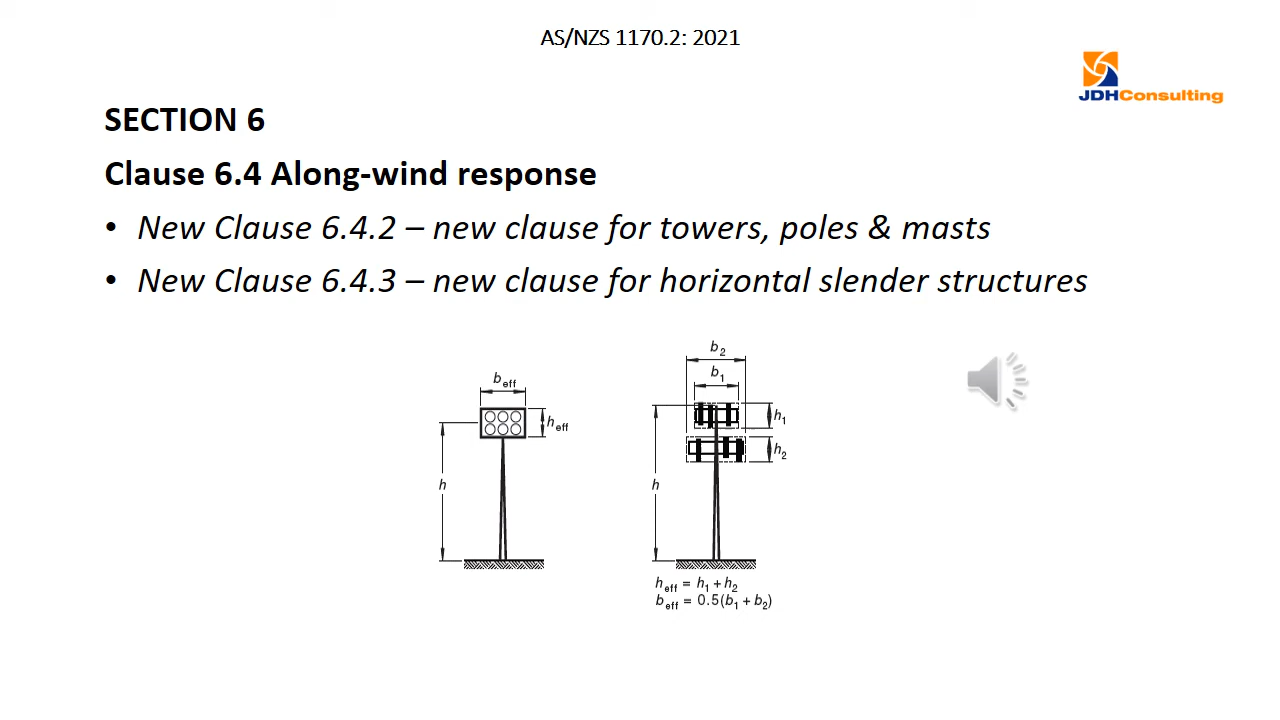 AS/NZS 1170.2: 2021
JDHConsulting
SECTION 6
Clause 6.4 Along-wind response
• New Clause 6.4.2 – new clause for towers, poles & masts
• New Clause 6.4.3 – new clause for horizontal slender structures
b2
b1
beff
h1
heff
h2
h
h
heff = h1 + h2
beff = 0.5(b1 + b2)